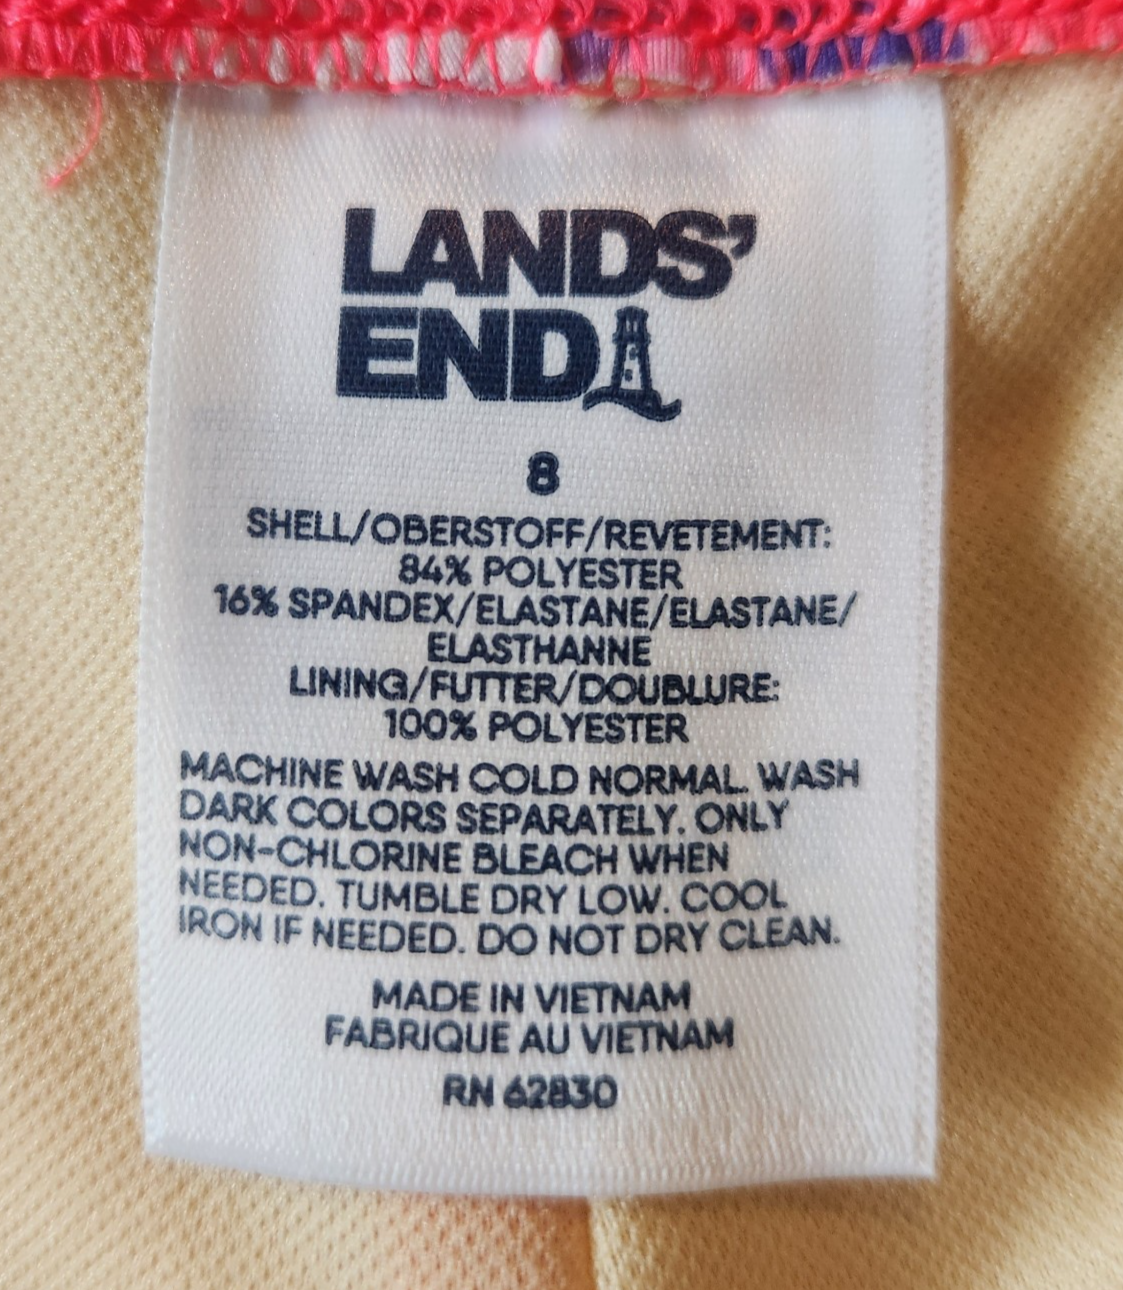 LANDS'
END
8
SHELL/OBERSTOFF/REVETEMENT:
84% POLYESTER
16% SPANDEX/ELASTANE/ELASTANE/
ELASTHANNE
LINING/FUTTER/DOUBLURE:
100% POLYESTER
MACHINE WASH COLD NORMAL. WASH
DARK COLORS SEPARATELY. ONLY
NON-CHLORINE BLEACH WHEN
NEEDED. TUMBLE DRY LOW. COOL
IRON IF NEEDED. DO NOT DRY CLEAN.
MADE IN VIETNAM
FABRIQUE AU VIETNAM
RN 62830